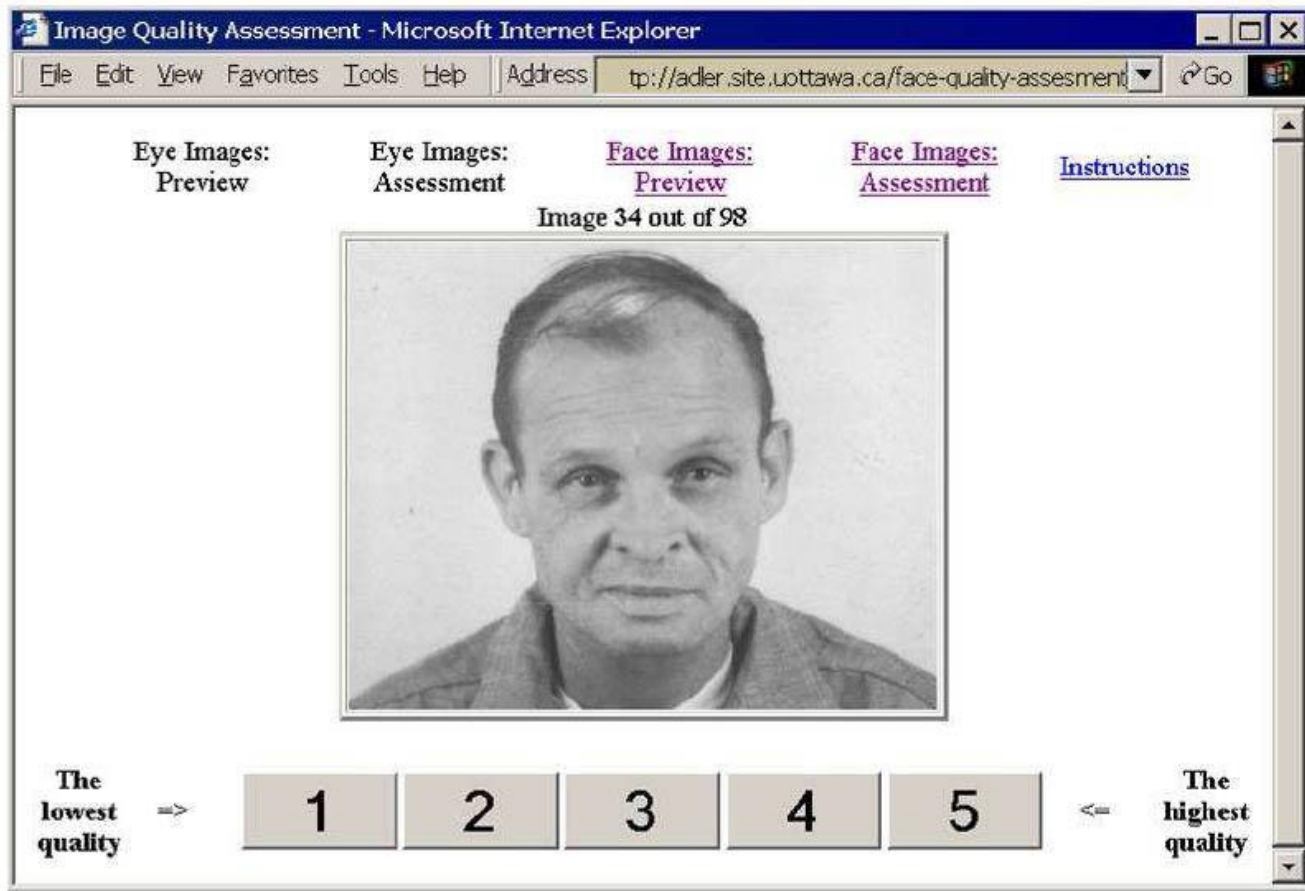 Image Quality Assessment - Microsoft Internet Explorer
File Edit View Favorites Tools Help Address tp://adler.site.uottawa.ca/face-quality-assesment Go
Eye Images: Preview
Eye Images: Assessment
Face Images: Preview
Face Images: Assessment
Instructions
Image 34 out of 98
The lowest quality => 1 2 3 4 5 <= The highest quality